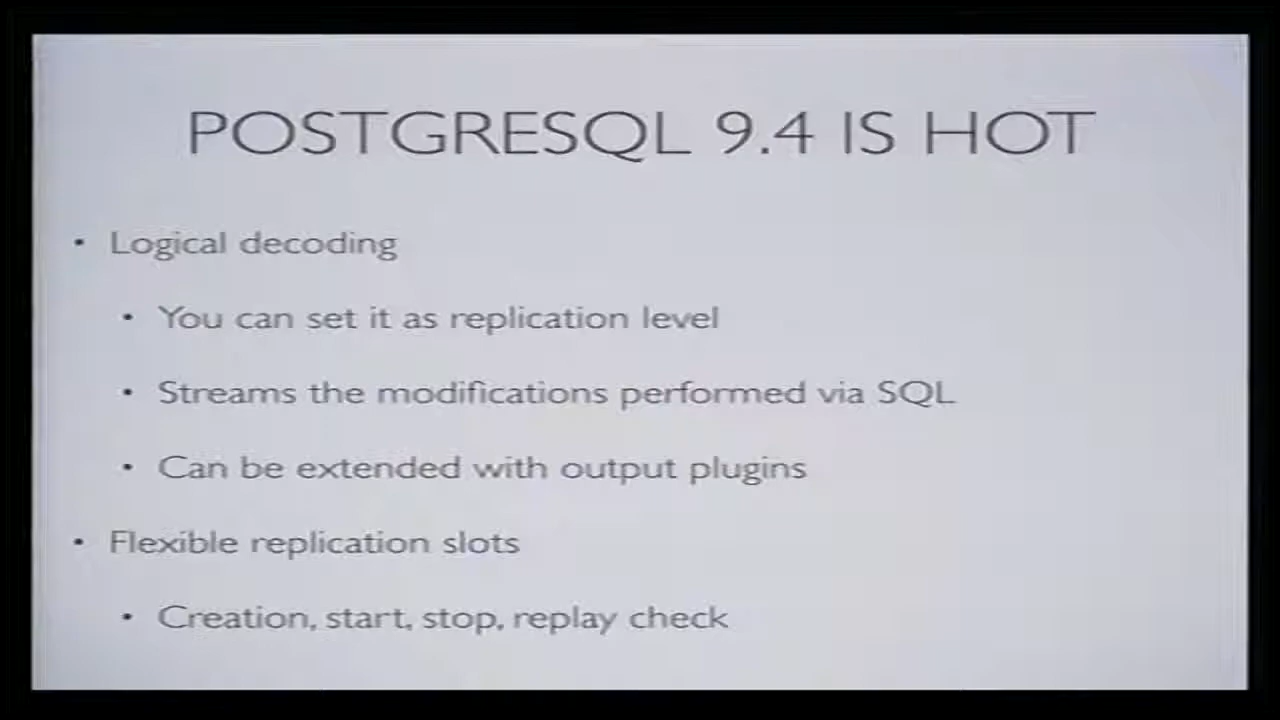 POSTGRESQL 9.4 IS HOT
• Logical decoding
• You can set it as replication level
• Streams the modifications performed via SQL
• Can be extended with output plugins
• Flexible replication slots
• Creation, start, stop, replay check